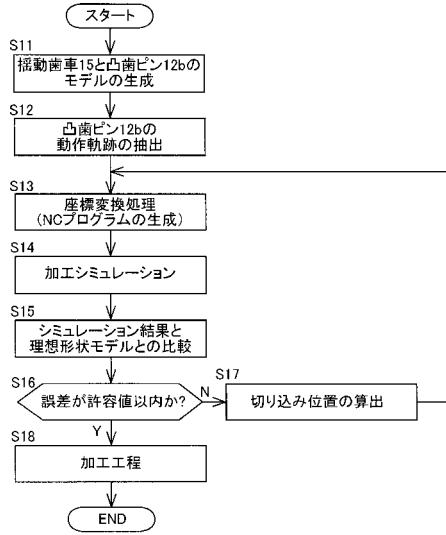 スタート
S11
揺動歯車15と凸歯ピン12bの
モデルの生成
S12
凸歯ピン12bの
動作軌跡の抽出
S13
座標変換処理
(NCプログラムの生成)
S14
加工シミュレーション
S15
シミュレーション結果と
理想形状モデルとの比較
S16
誤差が許容値以内か?
N
S17
切り込み位置の算出
Y
S18
加工工程
END